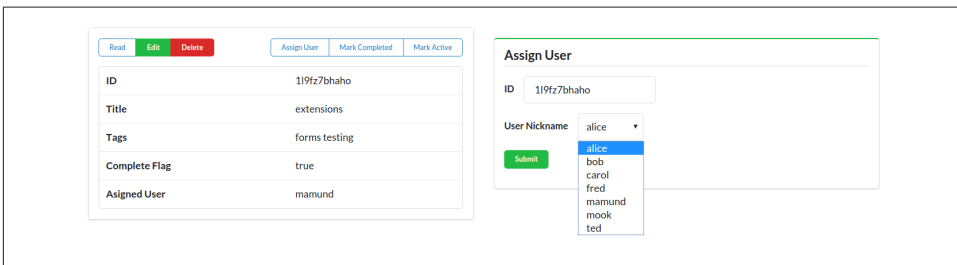 Read Edit Delete Assign User Mark Completed Mark Active
ID 1l9fz7bhaho
Title extensions
Tags forms testing
Complete Flag true
Asigned User mamund
Assign User
ID 1l9fz7bhaho
User Nickname alice
alice
bob
carol
fred
mamund
mook
ted
Submit